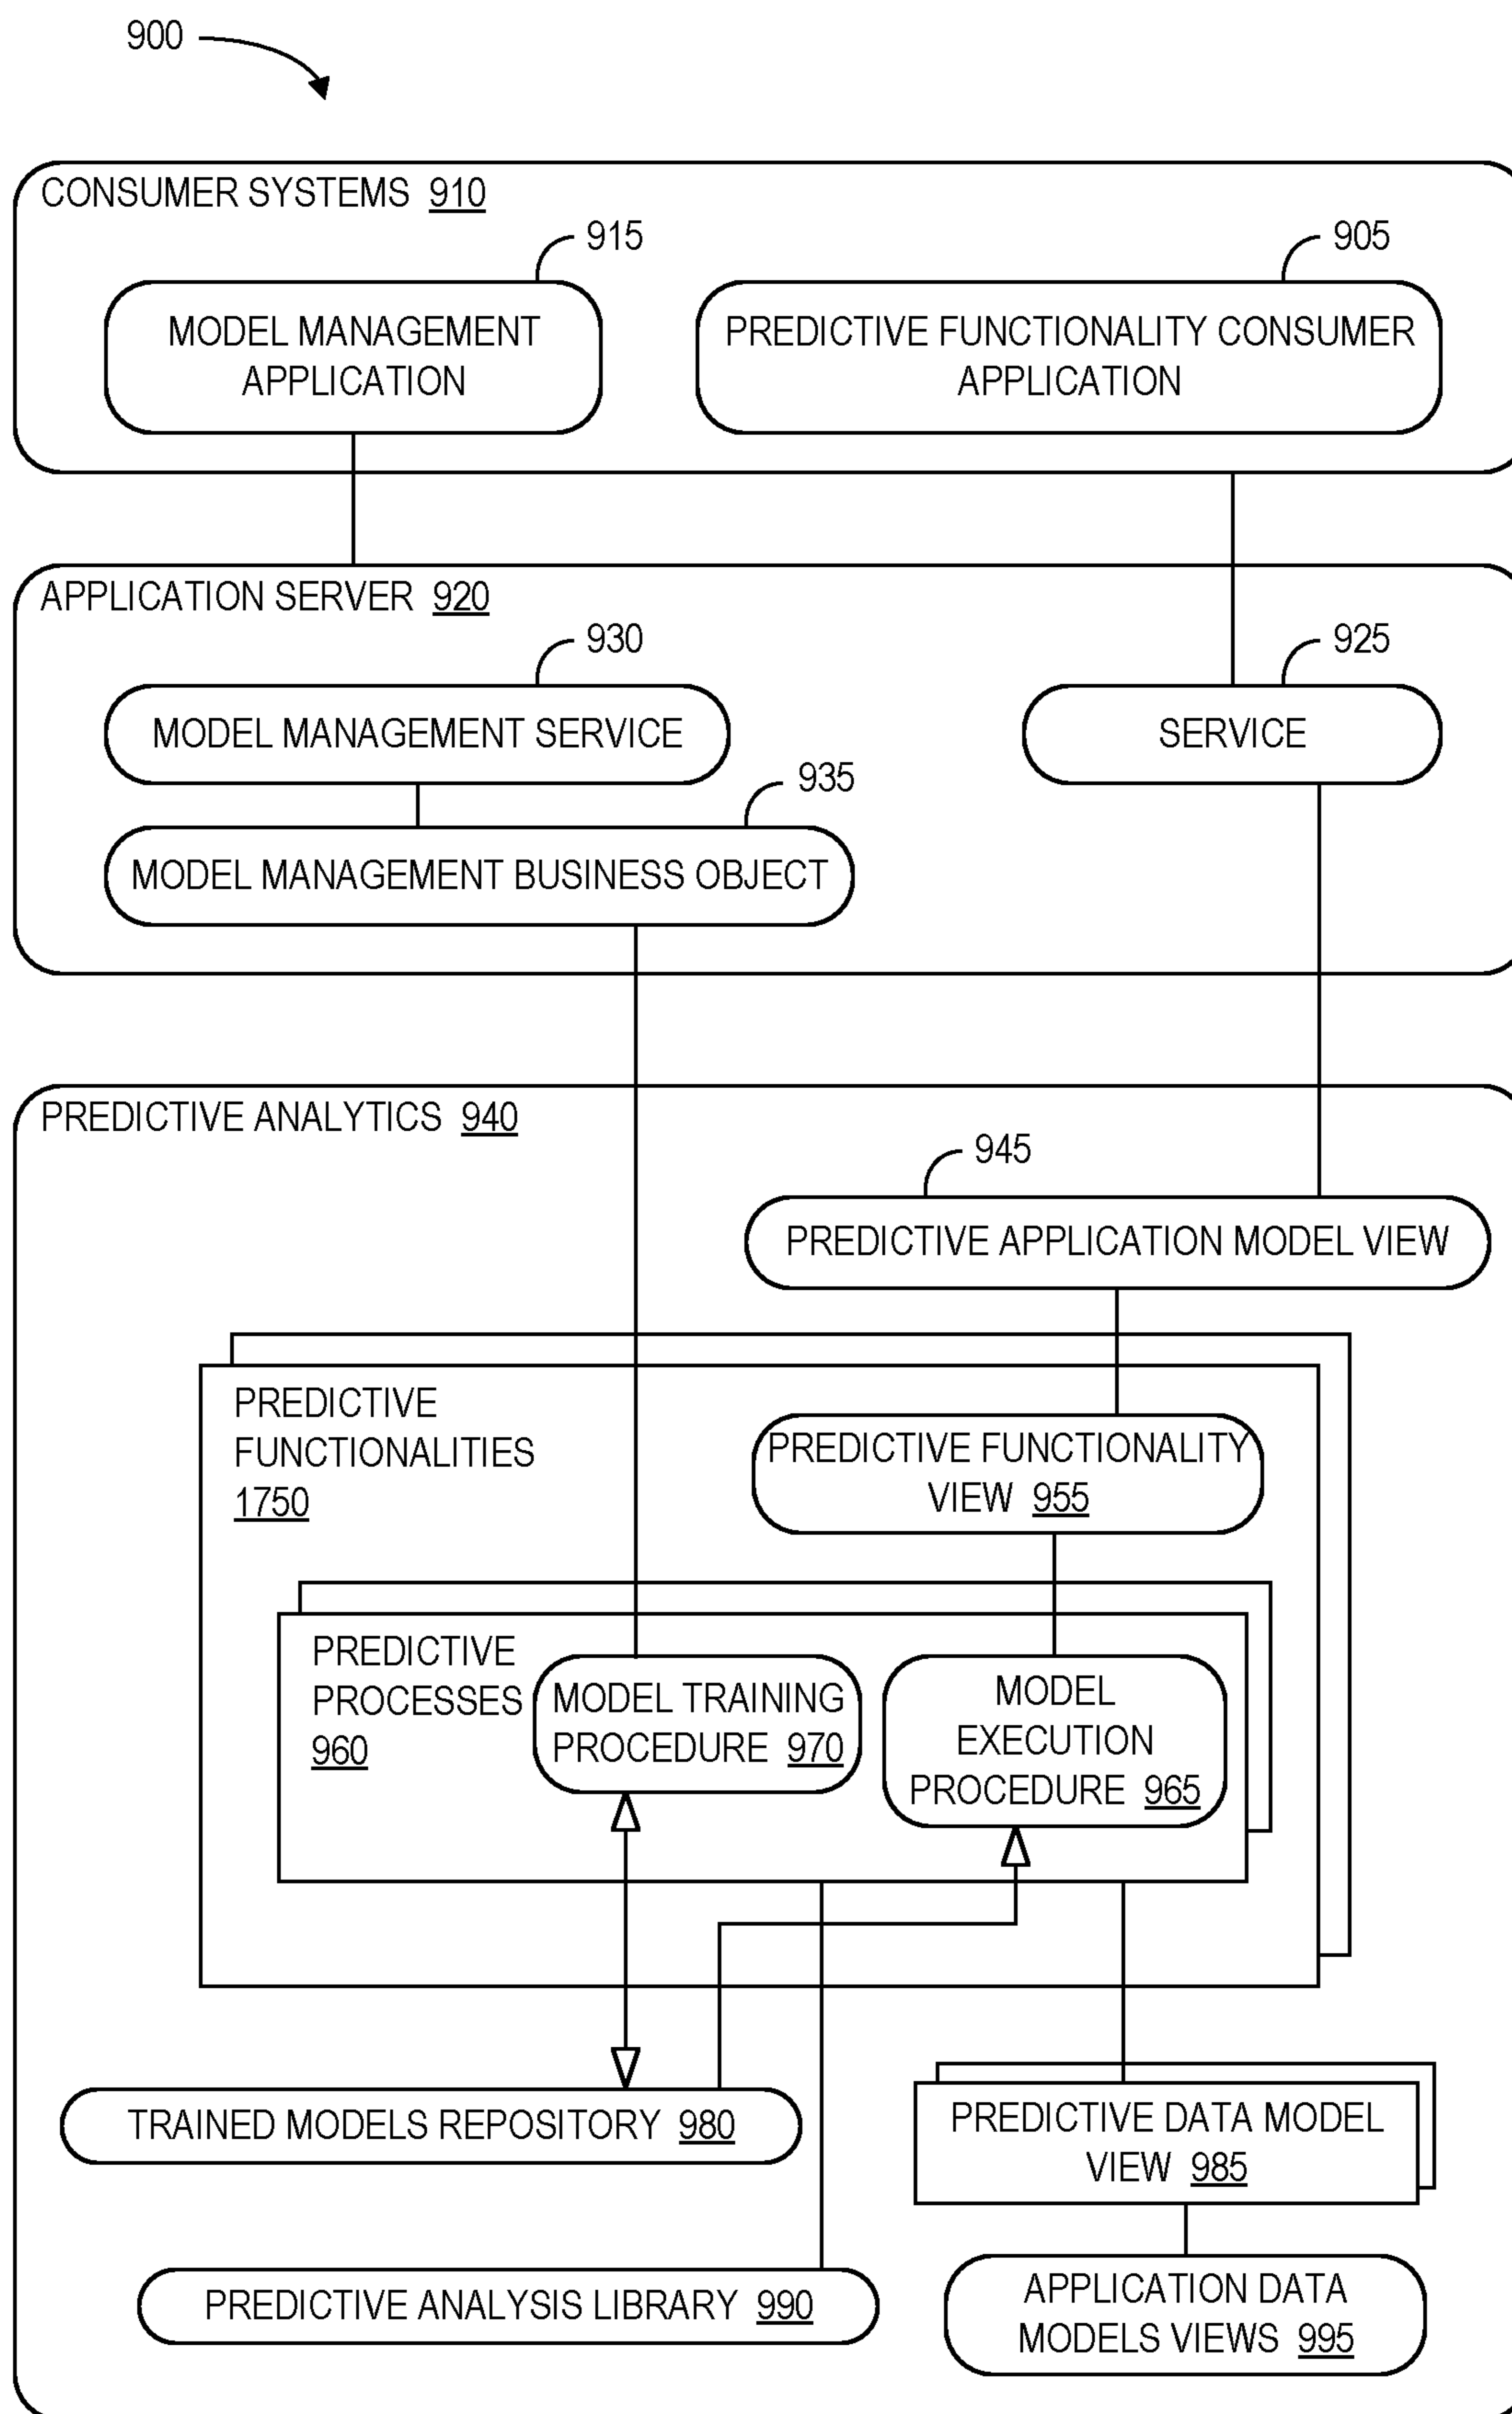 900
CONSUMER SYSTEMS 910
915
905
MODEL MANAGEMENT
APPLICATION
PREDICTIVE FUNCTIONALITY CONSUMER
APPLICATION
APPLICATION SERVER 920
930
925
MODEL MANAGEMENT SERVICE
SERVICE
935
MODEL MANAGEMENT BUSINESS OBJECT
PREDICTIVE ANALYTICS 940
945
PREDICTIVE APPLICATION MODEL VIEW
PREDICTIVE
FUNCTIONALITIES
1750
PREDICTIVE FUNCTIONALITY
VIEW 955
PREDICTIVE
PROCESSES
960
MODEL TRAINING
PROCEDURE 970
MODEL
EXECUTION
PROCEDURE 965
TRAINED MODELS REPOSITORY 980
PREDICTIVE DATA MODEL
VIEW 985
PREDICTIVE ANALYSIS LIBRARY 990
APPLICATION DATA
MODELS VIEWS 995